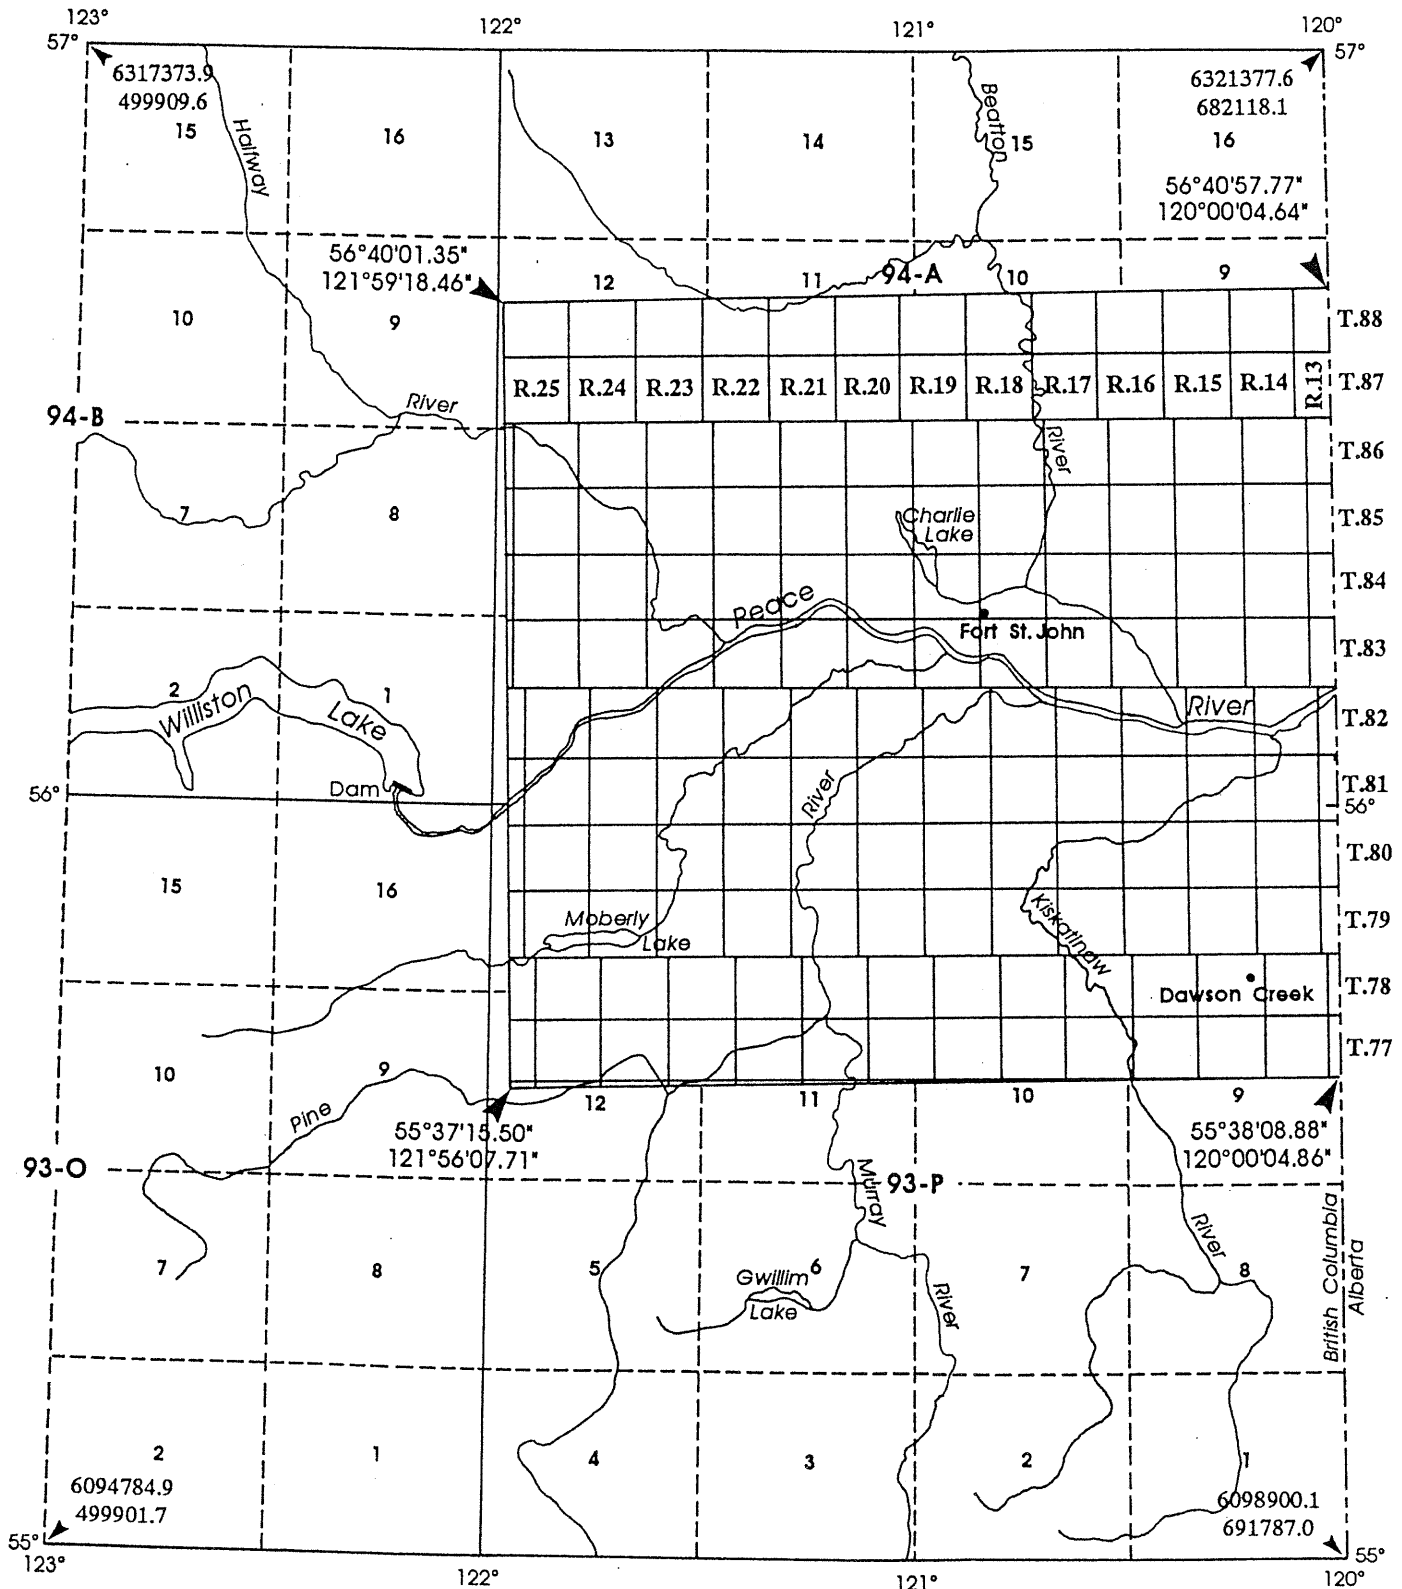 123°
122°
121°
120°
57°
57°
6317373.9
499909.6
6321377.6
682118.1
15
16
13
14
15
16
Halfway
Beatton
56°40'57.77"
120°00'04.64"
56°40'01.35"
121°59'18.46"
12
11
94-A
10
9
10
9
T.88
R.25 R.24 R.23 R.22 R.21 R.20 R.19 R.18 R.17 R.16 R.15 R.14 R.13
T.87
94-B
River
River
T.86
7
8
Charlie
Lake
T.85
T.84
Peace
Fort St. John
T.83
2
1
Williston
Lake
River
T.82
Dam
River
T.81
56°
56°
T.80
15
16
Moberly
Lake
Kiskatinaw
T.79
Dawson Creek
T.78
T.77
10
9
12
11
10
9
Pine
55°37'15.50"
121°56'07.71"
55°38'08.88"
120°00'04.86"
93-O
93-P
Murray
River
British Columbia
Alberta
7
8
5
6
7
8
Gwillim
Lake
River
2
1
4
3
2
1
6094784.9
499901.7
6098900.1
691787.0
55°
55°
123°
122°
121°
120°